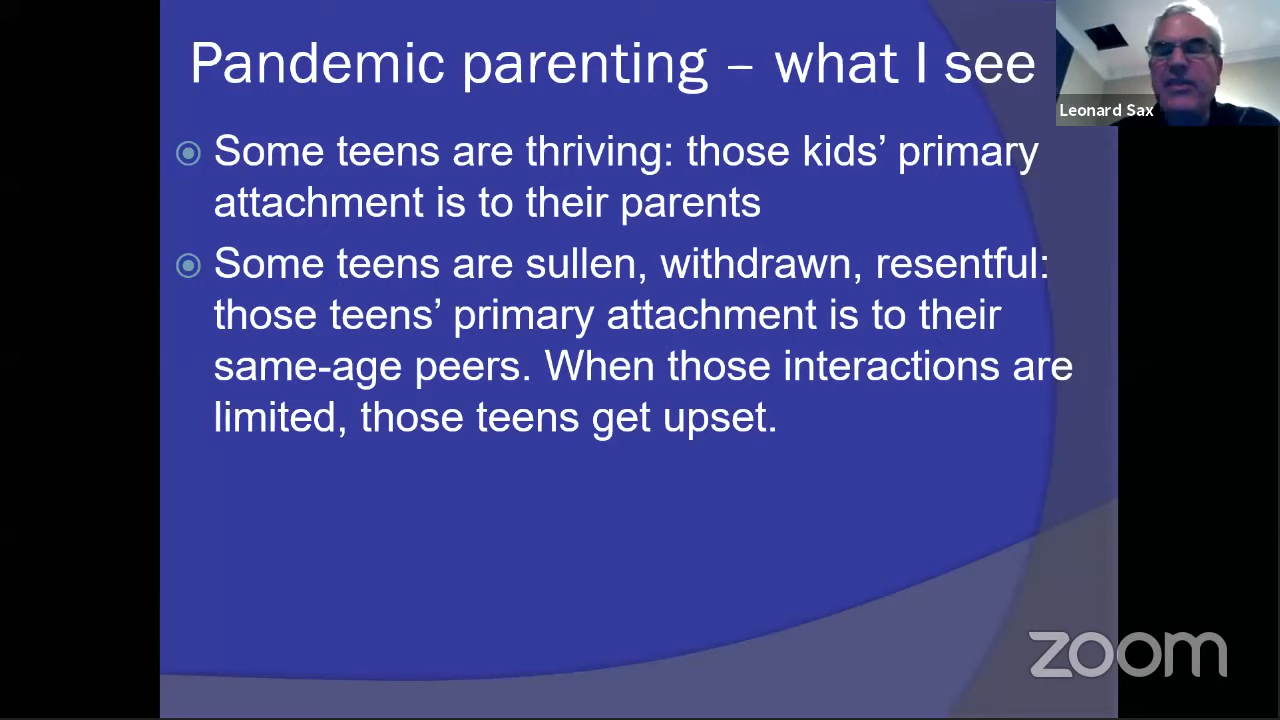 Pandemic parenting – what I see
Leonard Sax
Some teens are thriving: those kids’ primary
attachment is to their parents
Some teens are sullen, withdrawn, resentful:
those teens’ primary attachment is to their
same-age peers. When those interactions are
limited, those teens get upset.
zoom